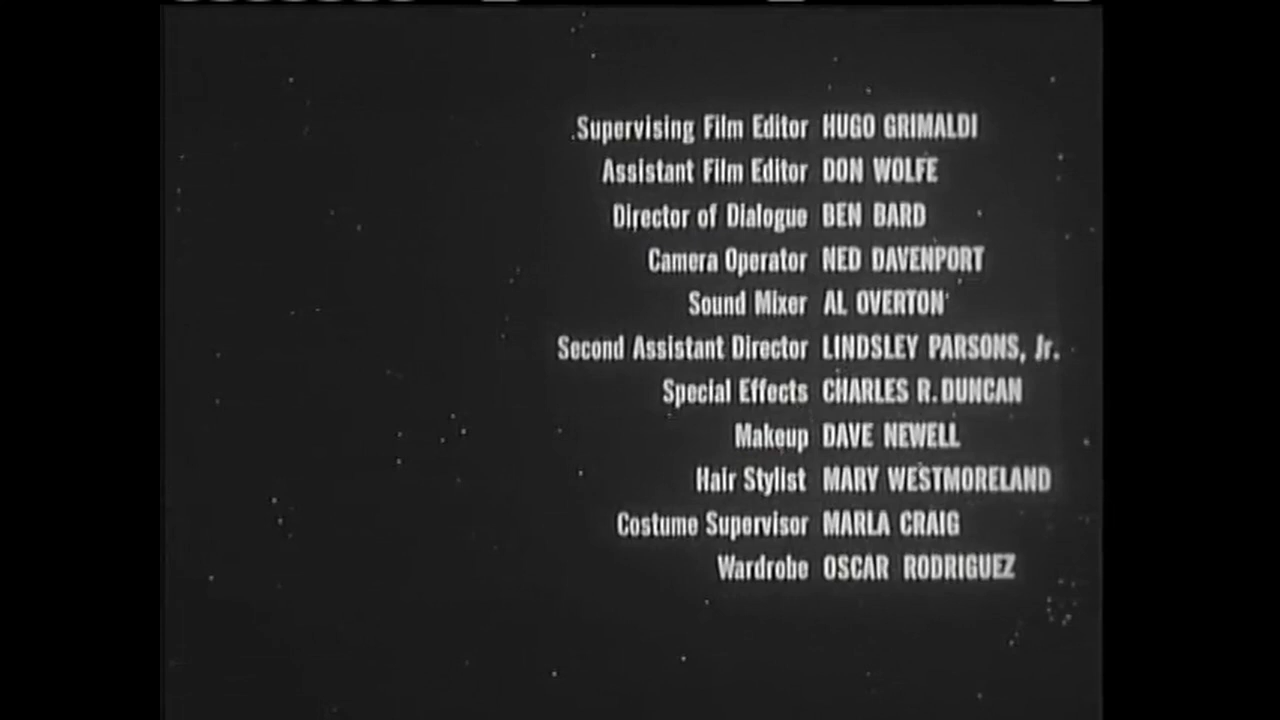 Supervising Film Editor HUGO GRIMALDI
Assistant Film Editor DON WOLFE
Director of Dialogue BEN BARD
Camera Operator NED DAVENPORT
Sound Mixer AL OVERTON
Second Assistant Director LINDSLEY PARSONS, Jr.
Special Effects CHARLES R. DUNCAN
Makeup DAVE NEWELL
Hair Stylist MARY WESTMORELAND
Costume Supervisor MARLA CRAIG
Wardrobe OSCAR RODRIGUEZ